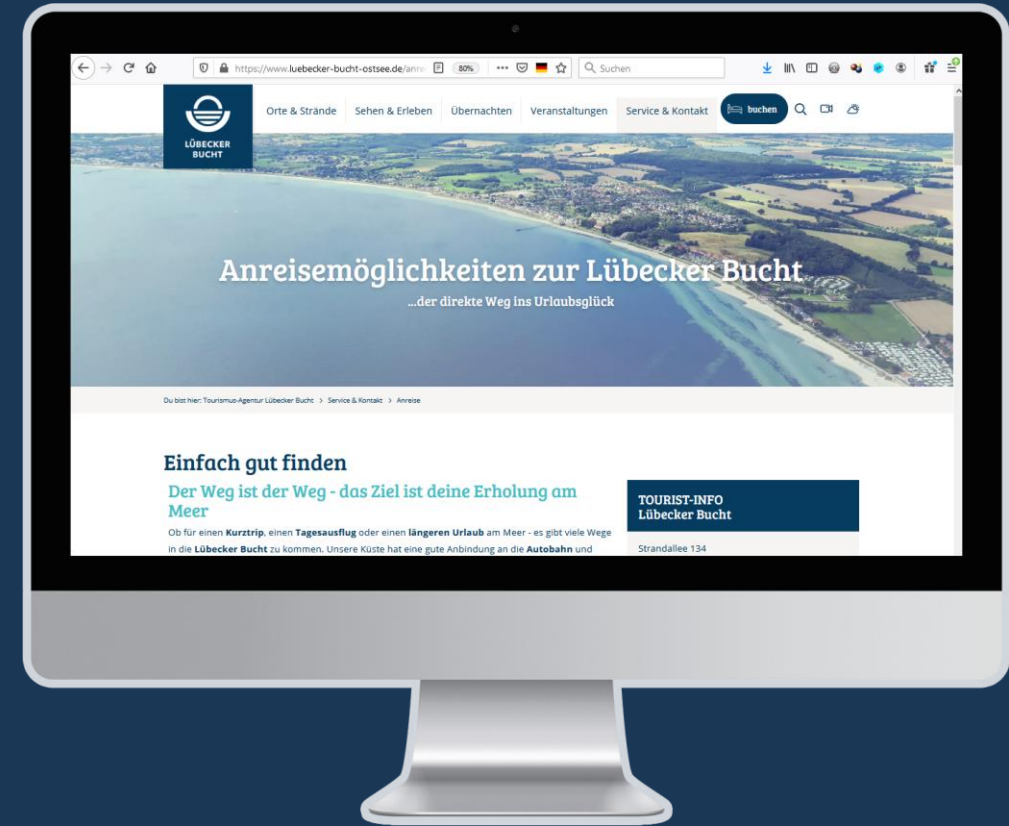 https://www.luebecker-bucht-ostsee.de/anre
80%
Suchen
LÜBECKER
BUCHT
Orte & Strände
Sehen & Erleben
Übernachten
Veranstaltungen
Service & Kontakt
buchen
Anreisemöglichkeiten zur Lübecker Bucht
...der direkte Weg ins Urlaubsglück
Du bist hier: Tourismus-Agentur Lübecker Bucht > Service & Kontakt > Anreise
Einfach gut finden
Der Weg ist der Weg - das Ziel ist deine Erholung am
Meer
Ob für einen Kurztrip, einen Tagesausflug oder einen längeren Urlaub am Meer - es gibt viele Wege
in die Lübecker Bucht zu kommen. Unsere Küste hat eine gute Anbindung an die Autobahn und
TOURIST-INFO
Lübecker Bucht
Strandallee 134